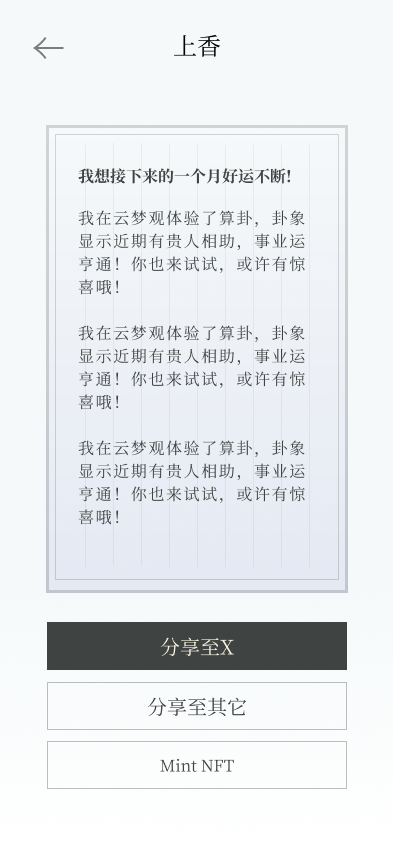 上香
我想接下来的一个月好运不断!
我在云梦观体验了算卦，卦象
显示近期有贵人相助，事业运
亨通！你也来试试，或许有惊
喜哦！
我在云梦观体验了算卦，卦象
显示近期有贵人相助，事业运
亨通！你也来试试，或许有惊
喜哦！
我在云梦观体验了算卦，卦象
显示近期有贵人相助，事业运
亨通！你也来试试，或许有惊
喜哦！
分享至X
分享至其它
Mint NFT